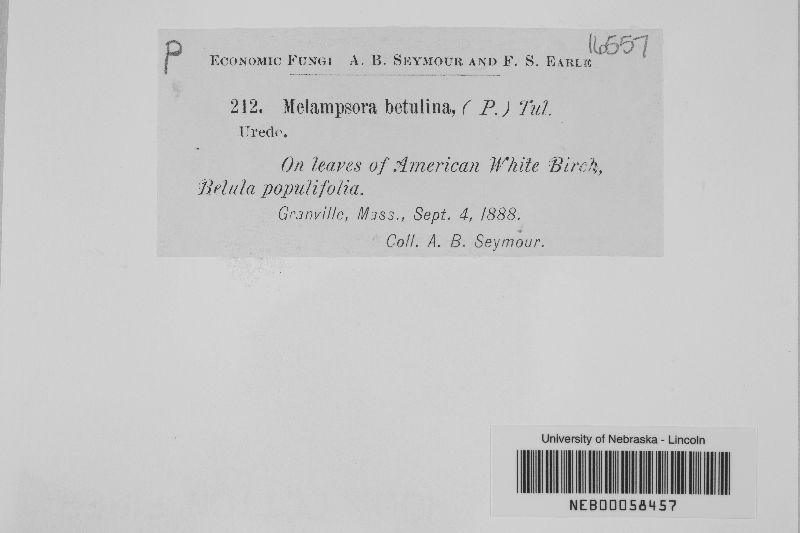 P
16557
Economic Fungi A. B. Seymour and F. S. Earle
212. Melampsora betulina, (P.) Tul.
Uredo.
On leaves of American White Birch,
Betula populifolia.
Granville, Mass., Sept. 4, 1888.
Coll. A. B. Seymour.
University of Nebraska - Lincoln
NEB00058457